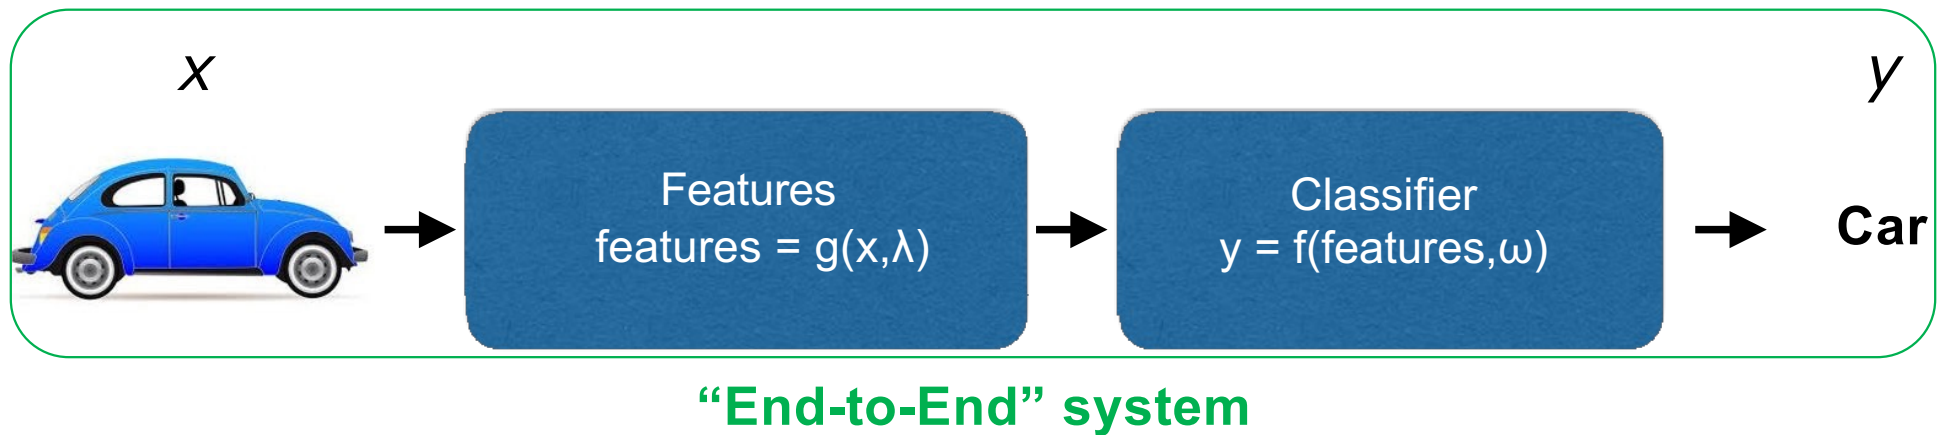 x
y
Features
features = g(x,λ)
Classifier
y = f(features,ω)
Car
“End-to-End” system